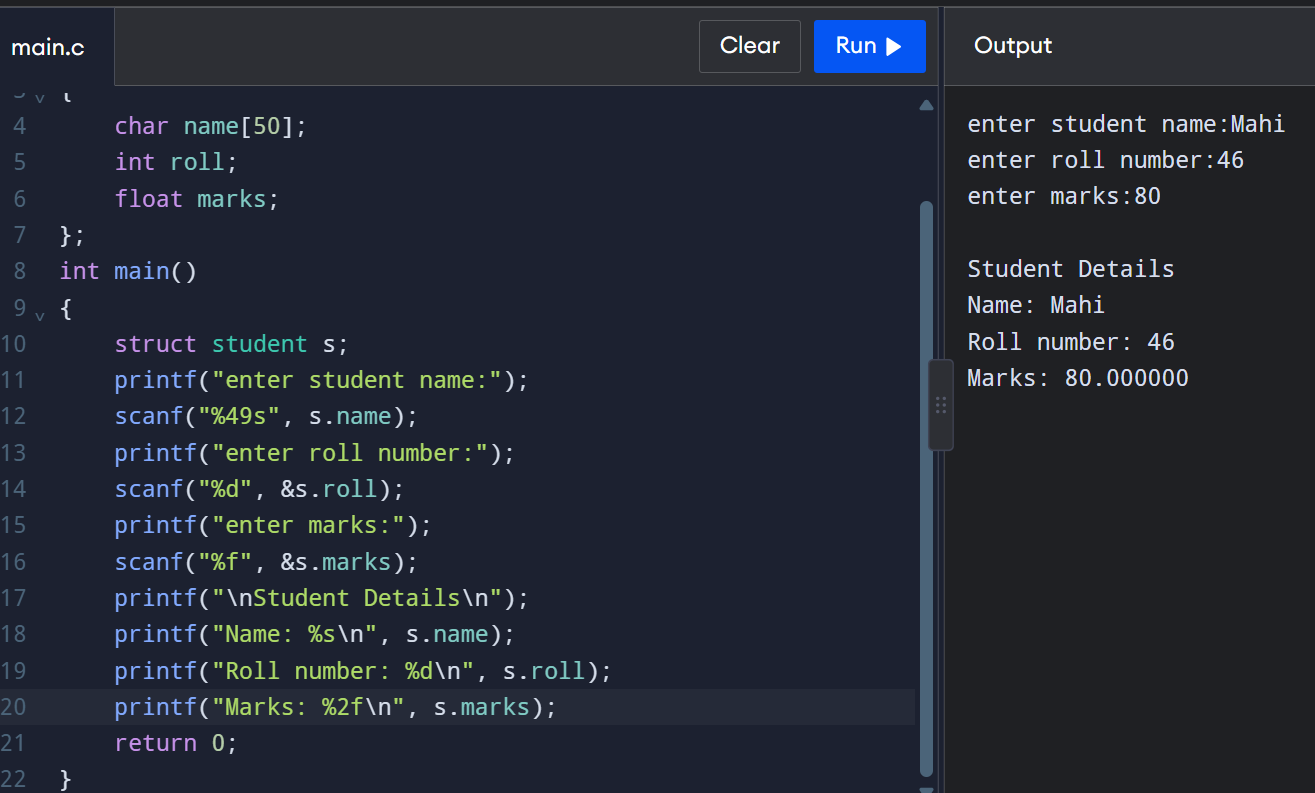 main.c
Clear
Run
Output
3 {
4 char name[50];
5 int roll;
6 float marks;
7 };
8 int main()
9 {
10 struct student s;
11 printf("enter student name:");
12 scanf("%49s", s.name);
13 printf("enter roll number:");
14 scanf("%d", &s.roll);
15 printf("enter marks:");
16 scanf("%f", &s.marks);
17 printf("\nStudent Details\n");
18 printf("Name: %s\n", s.name);
19 printf("Roll number: %d\n", s.roll);
20 printf("Marks: %2f\n", s.marks);
21 return 0;
22 }
enter student name:Mahi
enter roll number:46
enter marks:80
Student Details
Name: Mahi
Roll number: 46
Marks: 80.000000